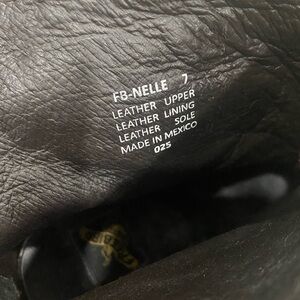 FB-NELLE 7
LEATHER UPPER
LEATHER LINING
LEATHER SOLE
MADE IN MEXICO
025